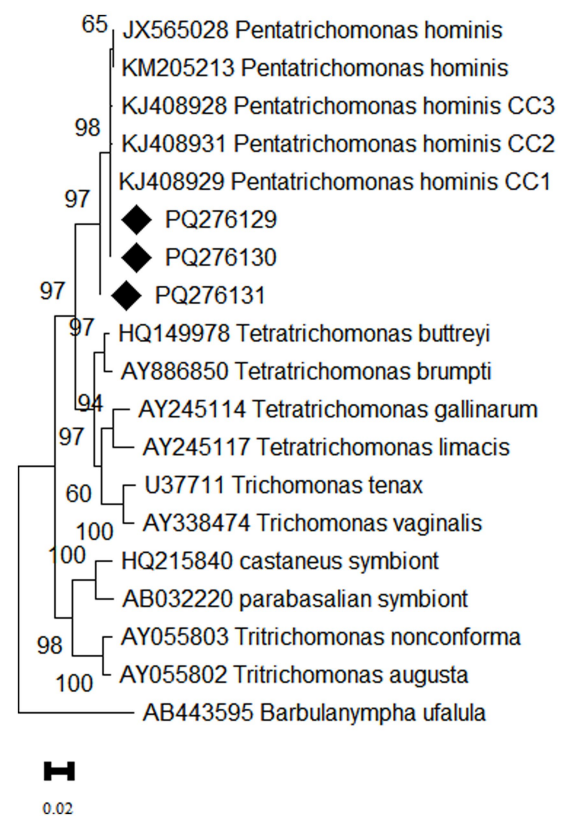 65
JX565028 Pentatrichomonas hominis
KM205213 Pentatrichomonas hominis
KJ408928 Pentatrichomonas hominis CC3
98
KJ408931 Pentatrichomonas hominis CC2
KJ408929 Pentatrichomonas hominis CC1
97
PQ276129
PQ276130
97
PQ276131
97
HQ149978 Tetratrichomonas buttreyi
AY886850 Tetratrichomonas brumpti
94
AY245114 Tetratrichomonas gallinarum
97
AY245117 Tetratrichomonas limacis
U37711 Trichomonas tenax
60
AY338474 Trichomonas vaginalis
100
100
HQ215840 castaneus symbiont
AB032220 parabasalian symbiont
AY055803 Tritrichomonas nonconforma
98
AY055802 Tritrichomonas augusta
100
AB443595 Barbulanympha ufalula
0.02